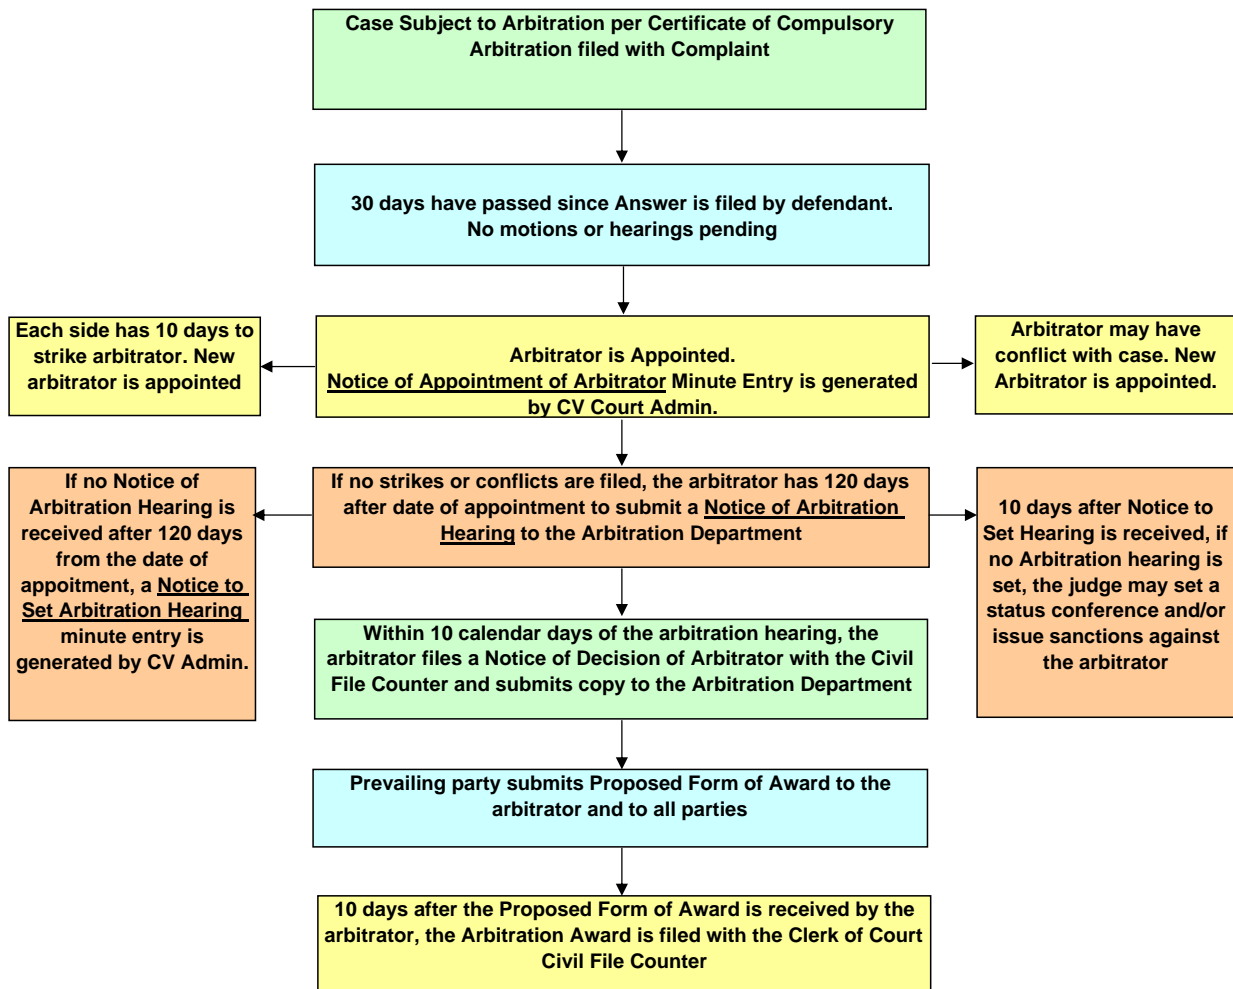 Case Subject to Arbitration per Certificate of Compulsory
Arbitration filed with Complaint
30 days have passed since Answer is filed by defendant.
No motions or hearings pending
Each side has 10 days to
strike arbitrator. New
arbitrator is appointed
Arbitrator is Appointed.
Notice of Appointment of Arbitrator Minute Entry is generated
by CV Court Admin.
Arbitrator may have
conflict with case. New
Arbitrator is appointed.
If no Notice of
Arbitration Hearing is
received after 120 days
from the date of
appoitment, a Notice to
Set Arbitration Hearing
minute entry is
generated by CV Admin.
If no strikes or conflicts are filed, the arbitrator has 120 days
after date of appointment to submit a Notice of Arbitration
Hearing to the Arbitration Department
10 days after Notice to
Set Hearing is received, if
no Arbitration hearing is
set, the judge may set a
status conference and/or
issue sanctions against
the arbitrator
Within 10 calendar days of the arbitration hearing, the
arbitrator files a Notice of Decision of Arbitrator with the Civil
File Counter and submits copy to the Arbitration Department
Prevailing party submits Proposed Form of Award to the
arbitrator and to all parties
10 days after the Proposed Form of Award is received by the
arbitrator, the Arbitration Award is filed with the Clerk of Court
Civil File Counter